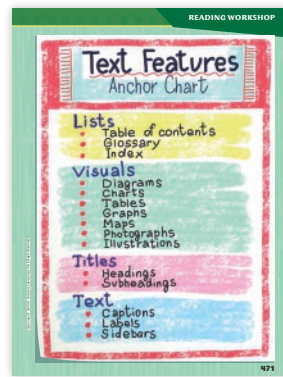 READING WORKSHOP
Text Features
Anchor Chart
Lists
• Table of contents
• Glossary
• Index
Visuals
• Diagrams
• Charts
• Tables
• Graphs
• Maps
• Photographs
• Illustrations
Titles
• Headings
• Subheadings
Text
• Captions
• Labels
• Sidebars
471